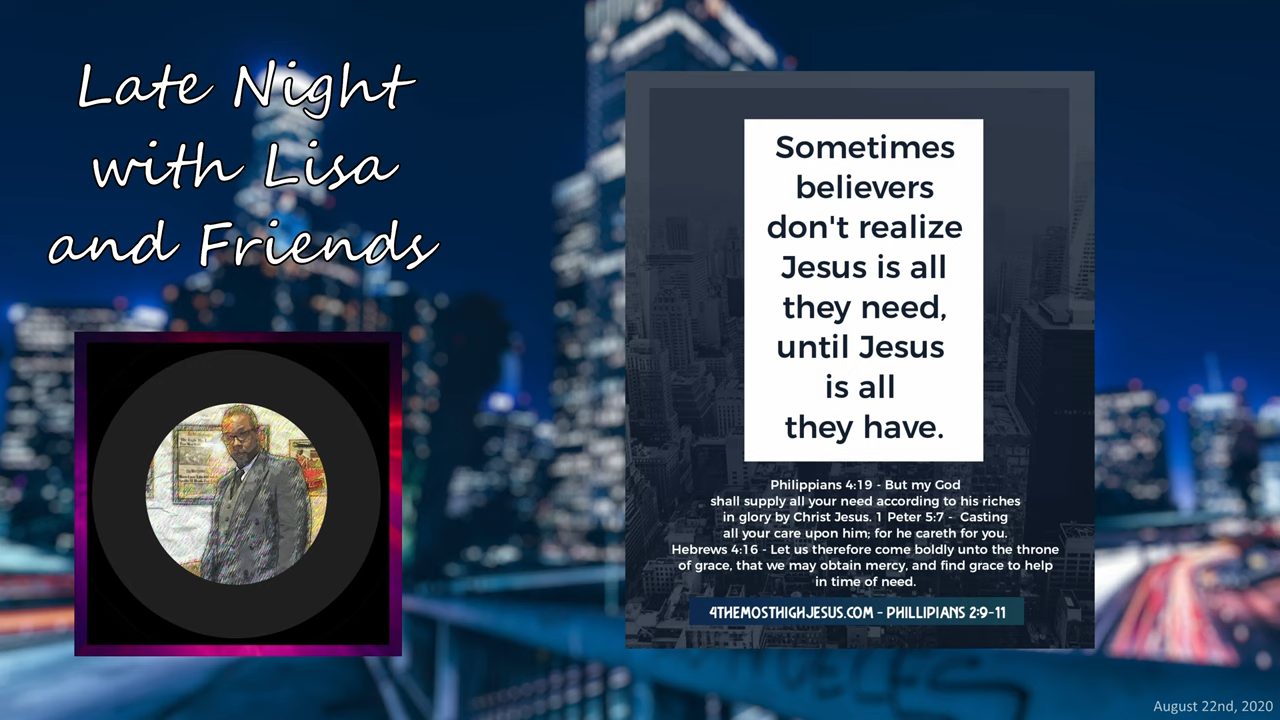 Late Night
with Lisa
and Friends
Sometimes
believers
don't realize
Jesus is all
they need,
until Jesus
is all
they have.
Philippians 4:19 - But my God
shall supply all your need according to his riches
in glory by Christ Jesus. 1 Peter 5:7 - Casting
all your care upon him; for he careth for you.
Hebrews 4:16 - Let us therefore come boldly unto the throne
of grace, that we may obtain mercy, and find grace to help
in time of need.
4THEMOSTHIGHJESUS.COM - PHILLIPIANS 2:9-11
August 22nd, 2020